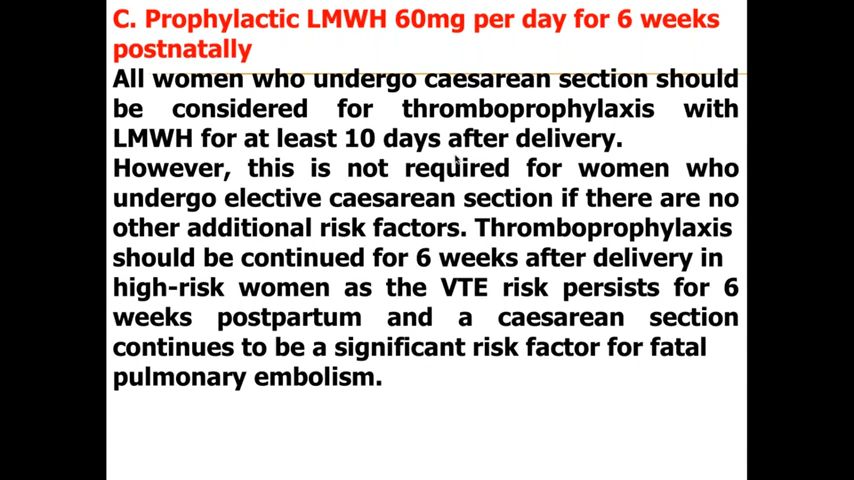 C. Prophylactic LMWH 60mg per day for 6 weeks
postnatally
All women who undergo caesarean section should
be considered for thromboprophylaxis with
LMWH for at least 10 days after delivery.
However, this is not required for women who
undergo elective caesarean section if there are no
other additional risk factors. Thromboprophylaxis
should be continued for 6 weeks after delivery in
high-risk women as the VTE risk persists for 6
weeks postpartum and a caesarean section
continues to be a significant risk factor for fatal
pulmonary embolism.